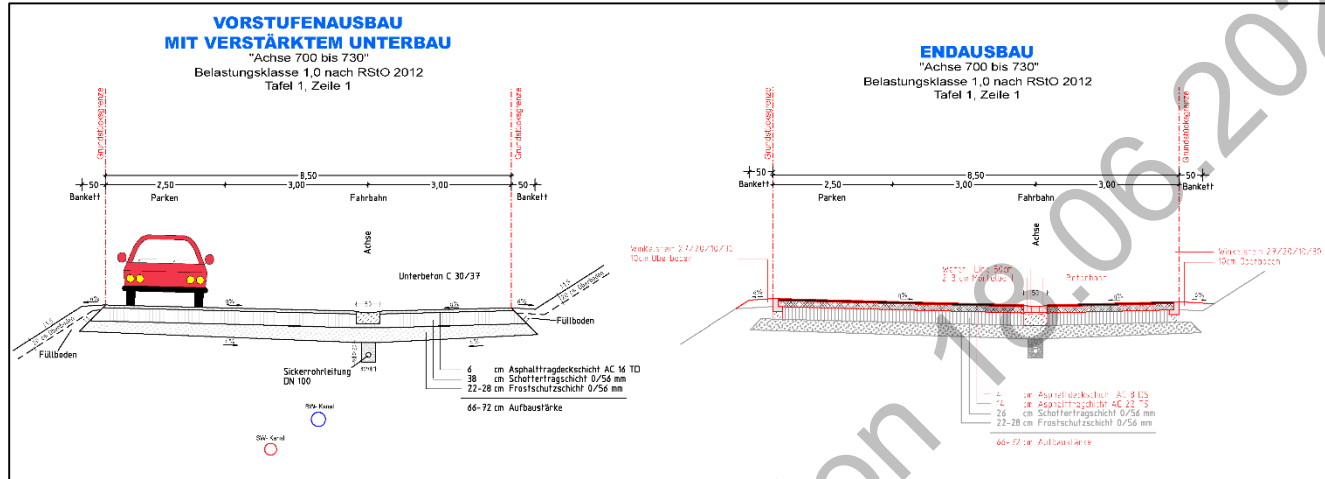 VORSTUFENAUSBAU
MIT VERSTÄRKTEM UNTERBAU
"Achse 700 bis 730"
Belastungsklasse 1,0 nach RStO 2012
Tafel 1, Zeile 1
Grundstücksgrenze
Grundstücksgrenze
8,50
50
2,50
3,00
3,00
50
Bankett
Parken
Fahrbahn
Bankett
Achse
Unterbeton C 30/37
50
Füllboden
Füllboden
Sickerrohrleitung
DN 100
6 cm Asphalttragdeckschicht AC 16 TD
38 cm Schottertragschicht 0/56 mm
22-28 cm Frostschutzschicht 0/56 mm
66-72 cm Aufbaustärke
RW-Kanal
SW-Kanal
ENDAUSBAU
"Achse 700 bis 730"
Belastungsklasse 1,0 nach RStO 2012
Tafel 1, Zeile 1
Grundstücksgrenze
Grundstücksgrenze
8,50
50
2,50
3,00
3,00
50
Bankett
Parken
Fahrbahn
Bankett
Achse
10cm Oberboden
10cm Oberboden
50
4 cm Asphaltdeckschicht AC 8 DS
14 cm Asphalttragschicht AC 22 TS
26 cm Schottertragschicht 0/56 mm
22-28 cm Frostschutzschicht 0/56 mm
66-72 cm Aufbaustärke
on 18.06.202